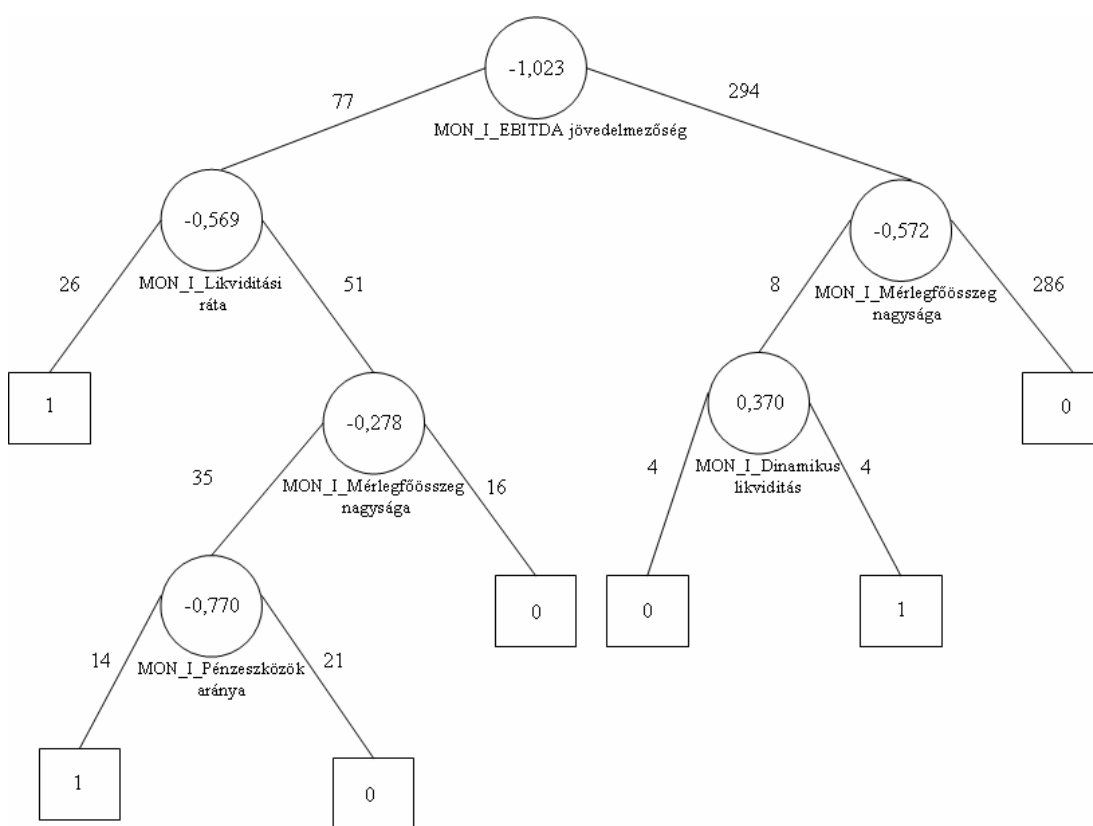 -1,023
77
294
MON_I_EBITDA jövedelmezőség
-0,569
-0,572
26
MON_I_Likviditási
ráta
51
8
MON_I_Mérlegfőösszeg
nagysága
286
1
-0,278
0,370
0
35
MON_I_Mérlegfőösszeg
nagysága
16
4
MON_I_Dinamikus
likviditás
4
-0,770
0
0
1
14
MON_I_Pénzeszközök
aránya
21
1
0